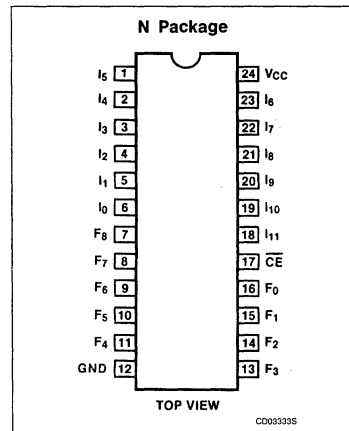 N Package
I5 1 24 VCC
I4 2 23 I6
I3 3 22 I7
I2 4 21 I8
I1 5 20 I9
I0 6 19 I10
F8 7 18 I11
F7 8 17 C̅E̅
F6 9 16 F0
F5 10 15 F1
F4 11 14 F2
GND 12 13 F3
TOP VIEW
CD03333S